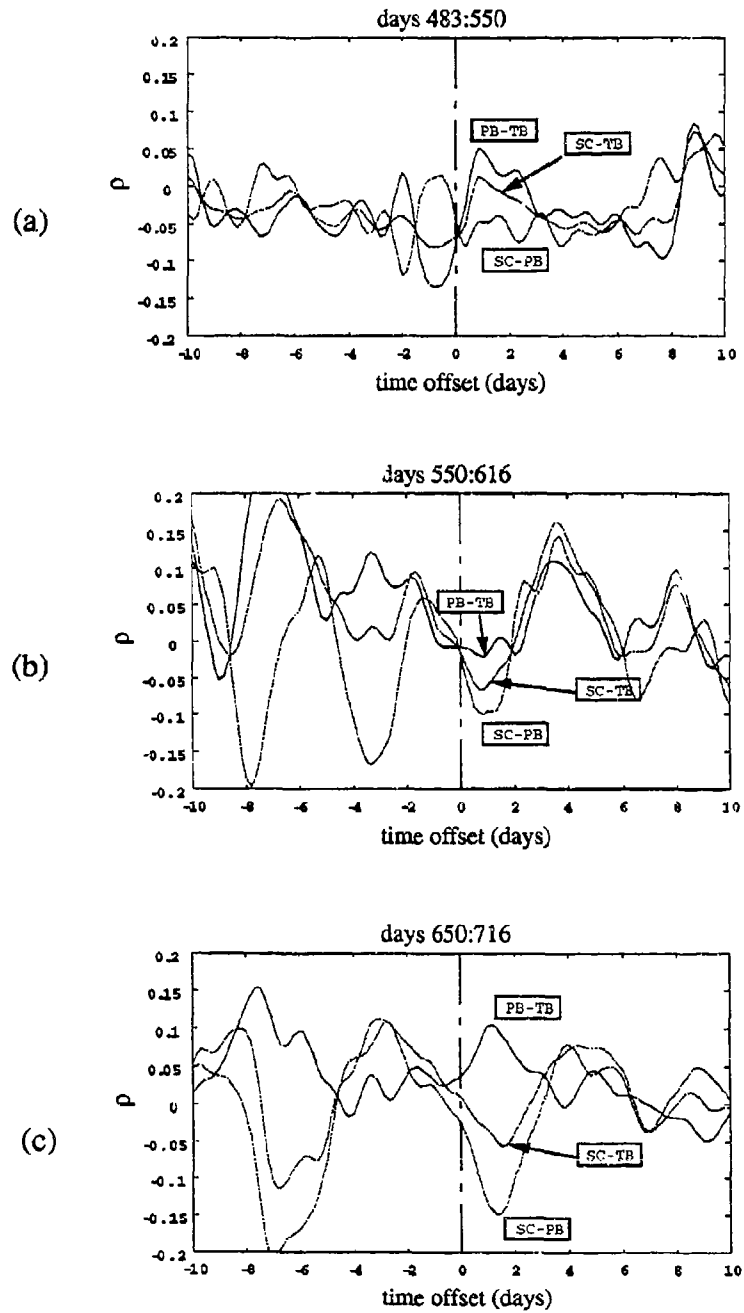 days 483:550
0.2
0.15
0.1
0.05
0
-0.05
-0.1
-0.15
-0.2
ρ
(a)
PB-TB
SC-TB
SC-PB
-10 -8 -6 -4 -2 0 2 4 6 8 10
time offset (days)
days 550:616
0.2
0.15
0.1
0.05
0
-0.05
-0.1
-0.15
-0.2
ρ
(b)
PB-TB
SC-TB
SC-PB
-10 -8 -6 -4 -2 0 2 4 6 8 10
time offset (days)
days 650:716
0.2
0.15
0.1
0.05
0
-0.05
-0.1
-0.15
-0.2
ρ
(c)
PB-TB
SC-TB
SC-PB
-10 -8 -6 -4 -2 0 2 4 6 8 10
time offset (days)